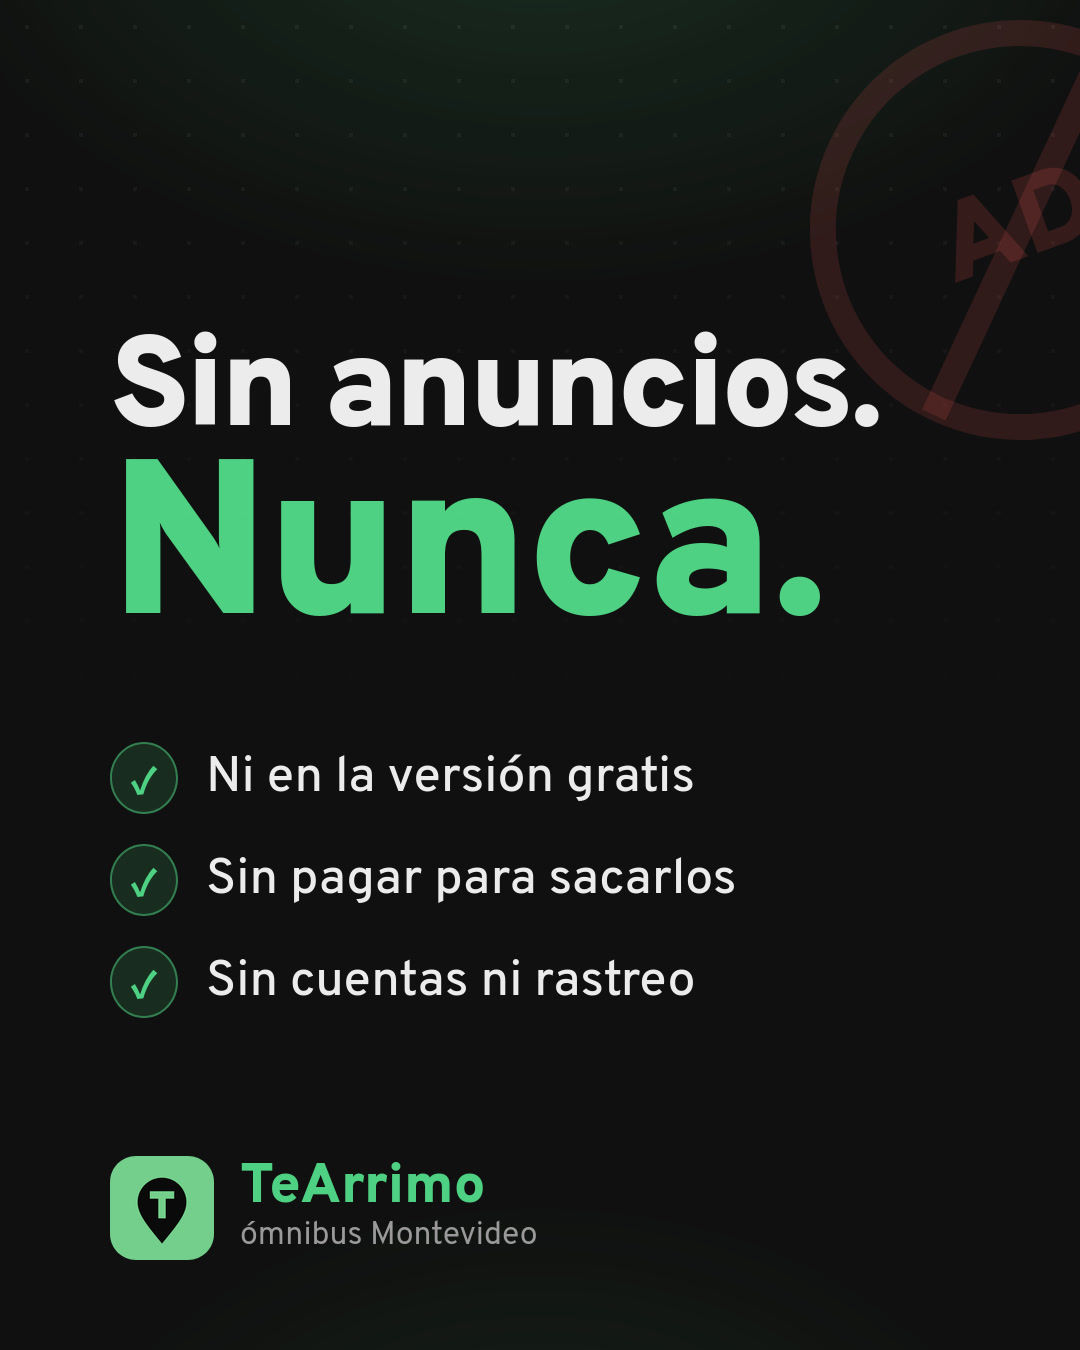 AD
Sin anuncios.
Nunca.
✓ Ni en la versión gratis
✓ Sin pagar para sacarlos
✓ Sin cuentas ni rastreo
T
TeArrimo
ómnibus Montevideo